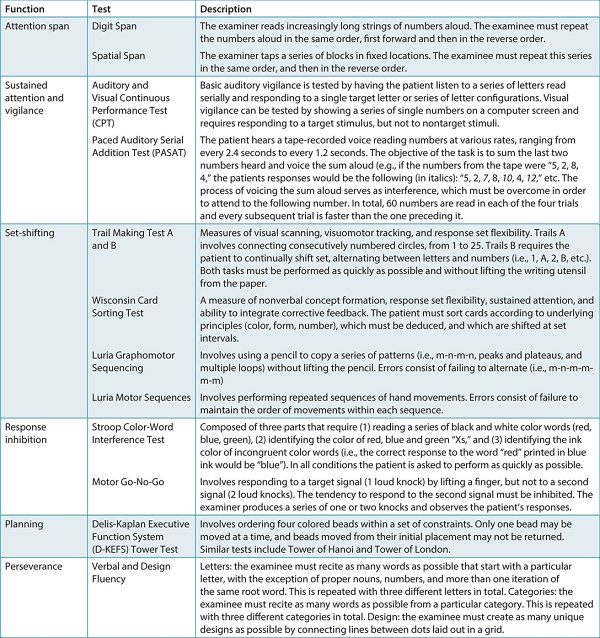 Function Test Description
Attention span Digit Span The examiner reads increasingly long strings of numbers aloud. The examinee must repeat
the numbers aloud in the same order, first forward and then in the reverse order.
Spatial Span The examiner taps a series of blocks in fixed locations. The examinee must repeat this series
in the same order, and then in the reverse order.
Sustained Auditory and Basic auditory vigilance is tested by having the patient listen to a series of letters read
attention and Visual Continuous serially and responding to a single target letter or series of letter configurations. Visual
vigilance Performance Test vigilance can be tested by showing a series of single numbers on a computer screen and
(CPT) requires responding to a target stimulus, but not to nontarget stimuli.
Paced Auditory Serial The patient hears a tape-recorded voice reading numbers at various rates, ranging from
Addition Test (PASAT) every 2.4 seconds to every 1.2 seconds. The objective of the task is to sum the last two
numbers heard and voice the sum aloud (e.g., if the numbers from the tape were “5, 2, 8,
4,” the patients responses would be the following (in italics): “5, 2, 7, 8, 10, 4, 12,” etc. The
process of voicing the sum aloud serves as interference, which must be overcome in order
to attend to the following number. In total, 60 numbers are read in each of the four trials
and every subsequent trial is faster than the one preceding it.
Set-shifting Trail Making Test A Measures of visual scanning, visuomotor tracking, and response set flexibility. Trails A
and B involves connecting consecutively numbered circles, from 1 to 25. Trails B requires the
patient to continually shift set, alternating between letters and numbers (i.e., 1, A, 2, B, etc.).
Both tasks must be performed as quickly as possible and without lifting the writing utensil
from the paper.
Wisconsin Card A measure of nonverbal concept formation, response set flexibility, sustained attention, and
Sorting Test ability to integrate corrective feedback. The patient must sort cards according to underlying
principles (color, form, number), which must be deduced, and which are shifted at set
intervals.
Luria Graphomotor Involves using a pencil to copy a series of patterns (i.e., m-n-m-n, peaks and plateaus, and
Sequencing multiple loops) without lifting the pencil. Errors consist of failing to alternate (i.e., m-n-m-m-
m-m)
Luria Motor Sequences Involves performing repeated sequences of hand movements. Errors consist of failure to
maintain the order of movements within each sequence.
Response Stroop Color-Word Composed of three parts that require (1) reading a series of black and white color words (red,
inhibition Interference Test blue, green), (2) identifying the color of red, blue and green “Xs,” and (3) identifying the ink
color of incongruent color words (i.e., the correct response to the word “red” printed in blue
ink would be “blue”). In all conditions the patient is asked to perform as quickly as possible.
Motor Go-No-Go Involves responding to a target signal (1 loud knock) by lifting a finger, but not to a second
signal (2 loud knocks). The tendency to respond to the second signal must be inhibited. The
examiner produces a series of one or two knocks and observes the patient’s responses.
Planning Delis-Kaplan Executive Involves ordering four colored beads within a set of constraints. Only one bead may be
Function System moved at a time, and beads moved from their initial placement may not be returned.
(D-KEFS) Tower Test Similar tests include Tower of Hanoi and Tower of London.
Perseverance Verbal and Design Letters: the examinee must recite as many words as possible that start with a particular
Fluency letter, with the exception of proper nouns, numbers, and more than one iteration of
the same root word. This is repeated with three different letters in total. Categories: the
examinee must recite as many words as possible from a particular category. This is repeated
with three different categories in total. Design: the examinee must create as many unique
designs as possible by connecting lines between dots laid out in a grid.